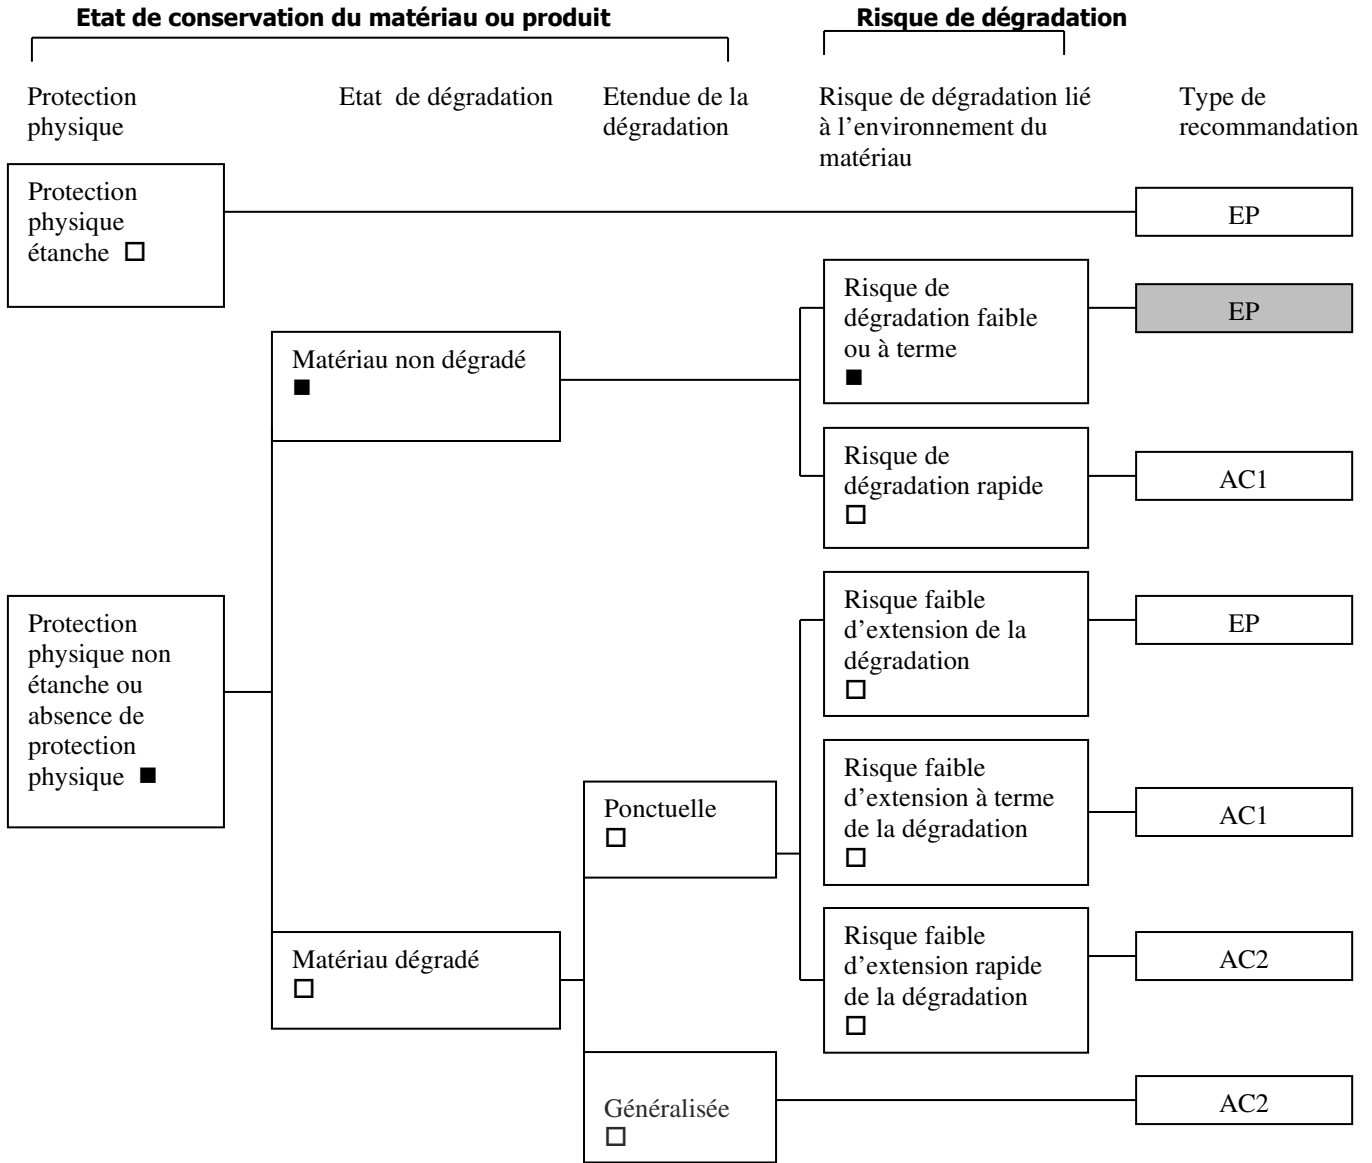 Etat de conservation du matériau ou produit
Risque de dégradation
Protection
physique
Etat de dégradation
Etendue de la
dégradation
Risque de dégradation lié
à l’environnement du
matériau
Type de
recommandation
Protection
physique
étanche □
EP
Risque de
dégradation faible
ou à terme
■
EP
Matériau non dégradé
■
Risque de
dégradation rapide
□
AC1
Protection
physique non
étanche ou
absence de
protection
physique ■
Risque faible
d’extension de la
dégradation
□
EP
Ponctuelle
□
Risque faible
d’extension à terme
de la dégradation
□
AC1
Matériau dégradé
□
Risque faible
d’extension rapide
de la dégradation
□
AC2
Généralisée
□
AC2